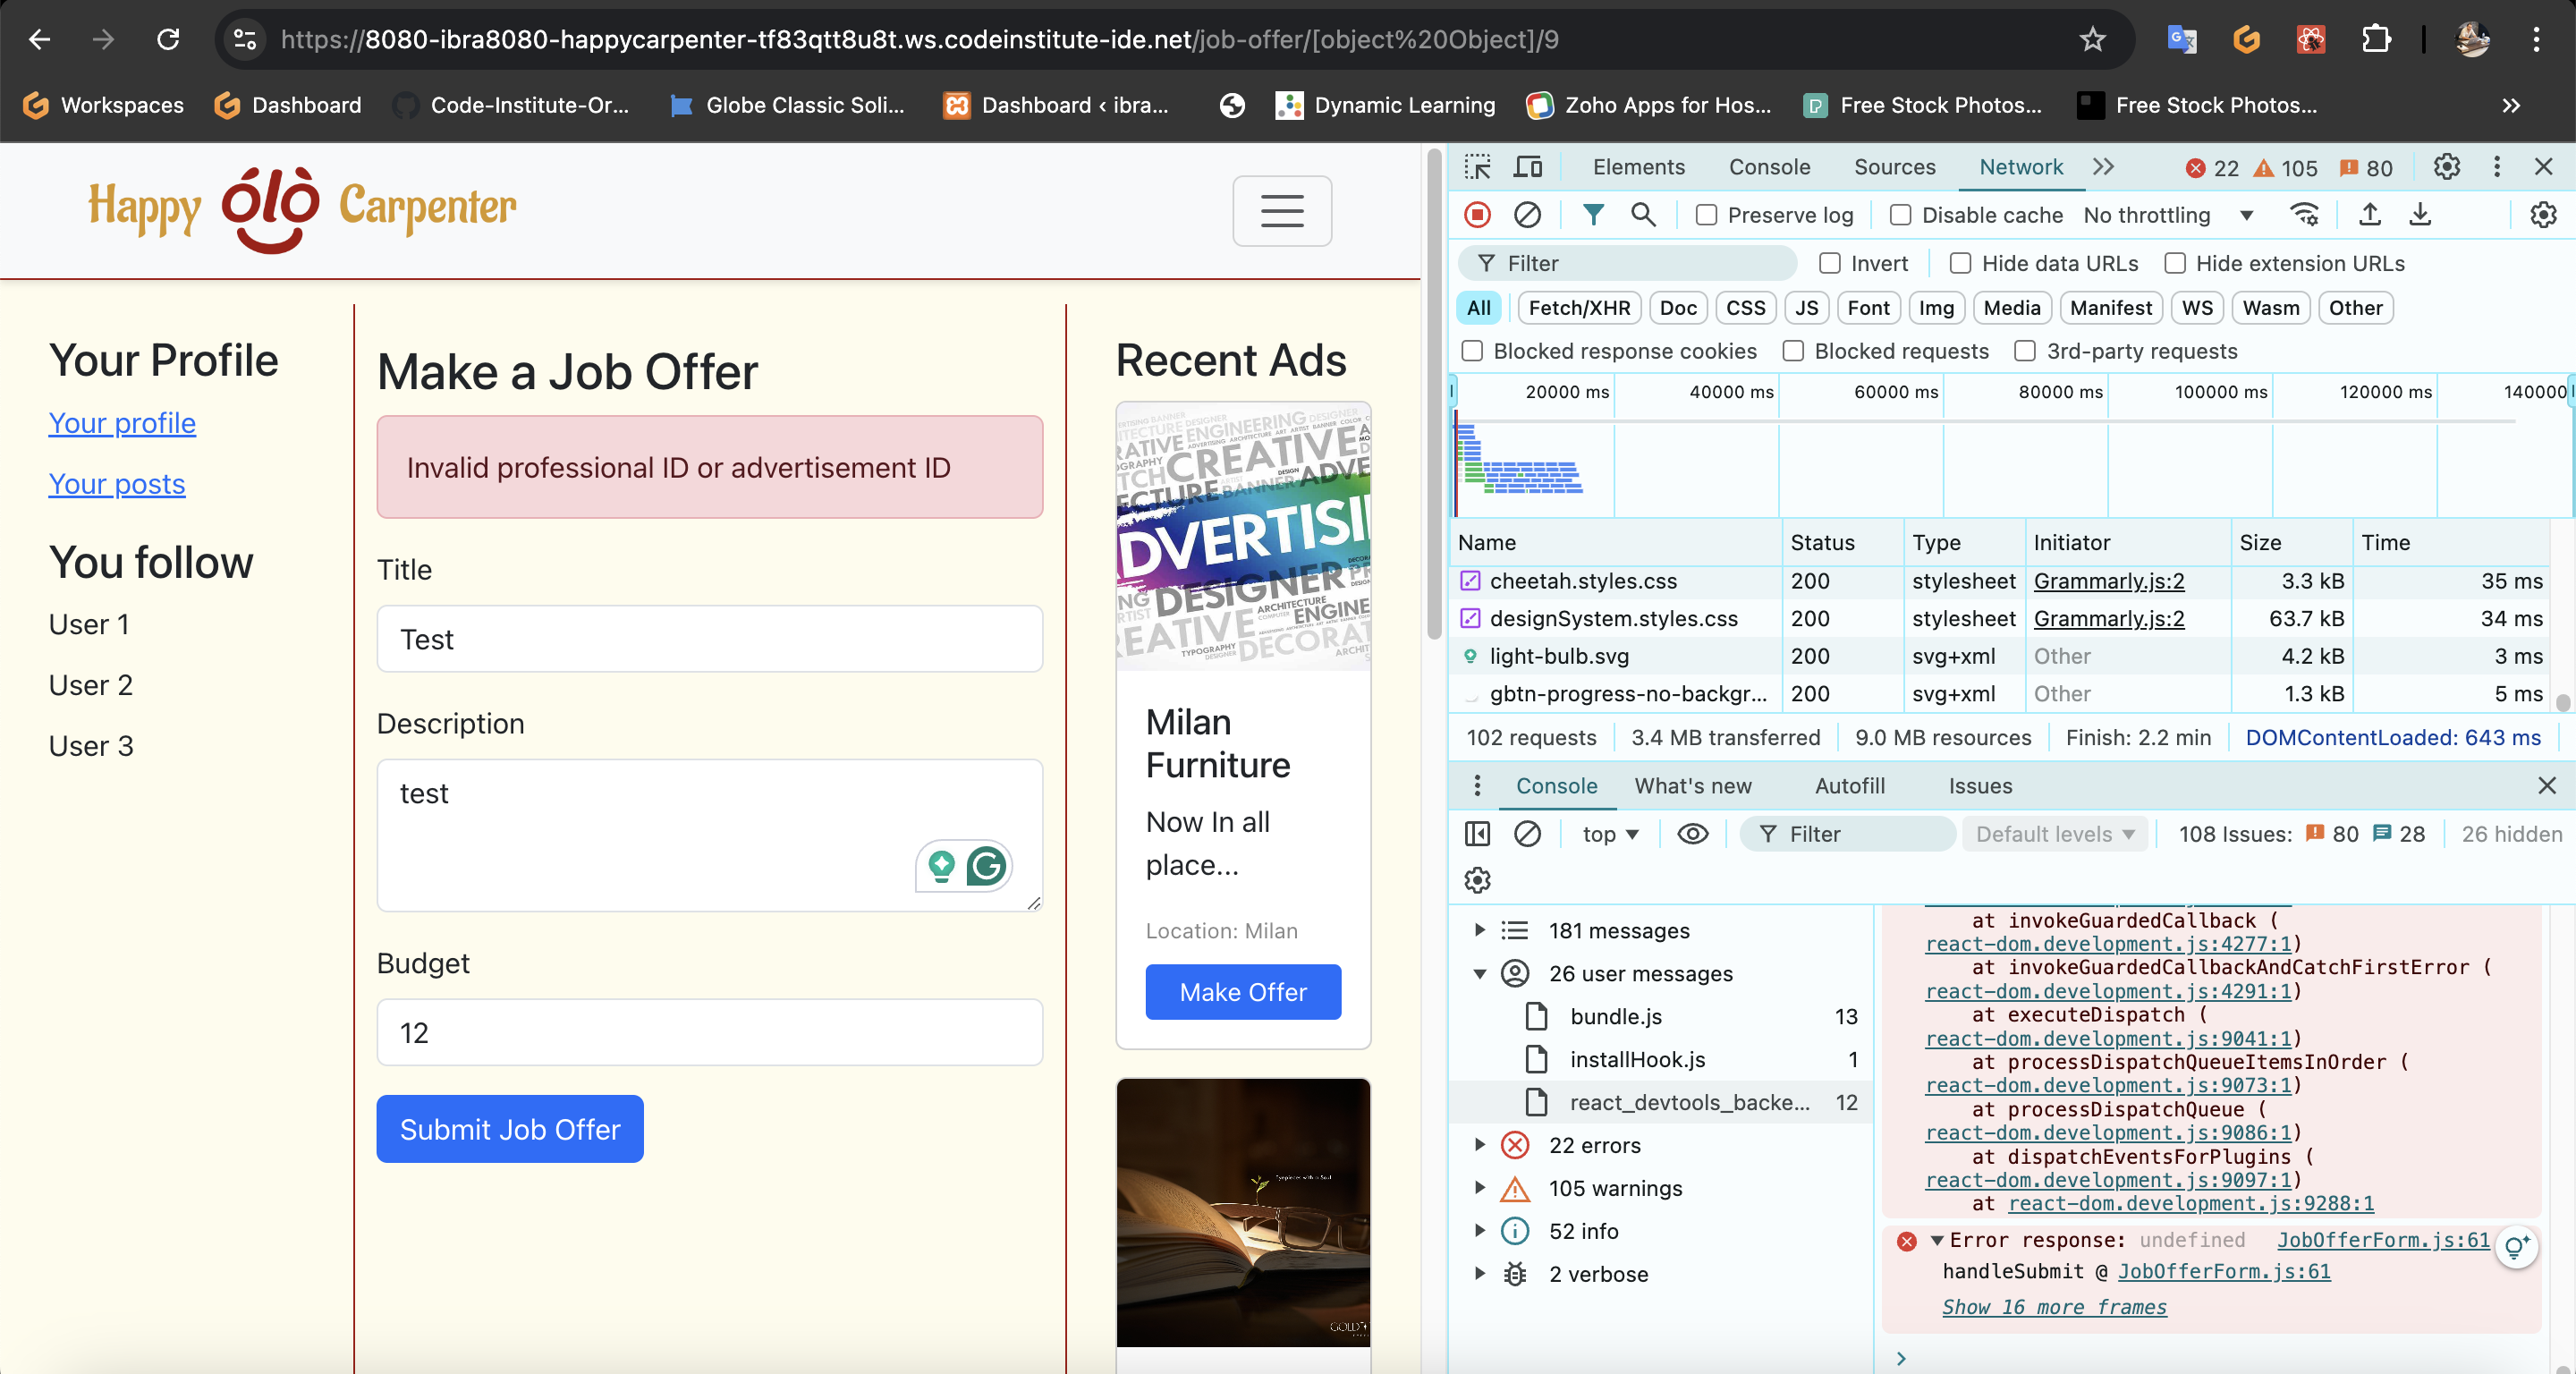 https://8080-ibra8080-happycarpenter-tf83qtt8u8t.ws.codeinstitute-ide.net/job-offer/[object%20Object]/9
Workspaces
Dashboard
Code-Institute-Or...
Globe Classic Soli...
Dashboard ‹ ibra...
Dynamic Learning
Zoho Apps for Hos...
Free Stock Photos...
Free Stock Photos...
Happy ólò Carpenter
Your Profile
Your profile
Your posts
You follow
User 1
User 2
User 3
Make a Job Offer
Invalid professional ID or advertisement ID
Title
Test
Description
test
Budget
12
Submit Job Offer
Recent Ads
CREATIVE
ENGINEERING
DVERTISI
DESIGNER
ARCHITECTURE
TYPOGRAPHY
Milan
Furniture
Now In all
place...
Location: Milan
Make Offer
Elements
Console
Sources
Network
22
105
80
Preserve log
Disable cache
No throttling
Filter
Invert
Hide data URLs
Hide extension URLs
All
Fetch/XHR
Doc
CSS
JS
Font
Img
Media
Manifest
WS
Wasm
Other
Blocked response cookies
Blocked requests
3rd-party requests
20000 ms
40000 ms
60000 ms
80000 ms
100000 ms
120000 ms
140000
Name Status Type Initiator Size Time
cheetah.styles.css 200 stylesheet Grammarly.js:2 3.3 kB 35 ms
designSystem.styles.css 200 stylesheet Grammarly.js:2 63.7 kB 34 ms
light-bulb.svg 200 svg+xml Other 4.2 kB 3 ms
gbtn-progress-no-backgr... 200 svg+xml Other 1.3 kB 5 ms
102 requests 3.4 MB transferred 9.0 MB resources Finish: 2.2 min DOMContentLoaded: 643 ms
Console
What's new
Autofill
Issues
top
Filter
Default levels
108 Issues: 80 28
26 hidden
181 messages
26 user messages
bundle.js 13
installHook.js 1
react_devtools_backe... 12
22 errors
105 warnings
52 info
2 verbose
at invokeGuardedCallback (
react-dom.development.js:4277:1)
at invokeGuardedCallbackAndCatchFirstError (
react-dom.development.js:4291:1)
at executeDispatch (
react-dom.development.js:9041:1)
at processDispatchQueueItemsInOrder (
react-dom.development.js:9073:1)
at processDispatchQueue (
react-dom.development.js:9086:1)
at dispatchEventsForPlugins (
react-dom.development.js:9097:1)
at react-dom.development.js:9288:1
Error response: undefined JobOfferForm.js:61
handleSubmit @ JobOfferForm.js:61
Show 16 more frames